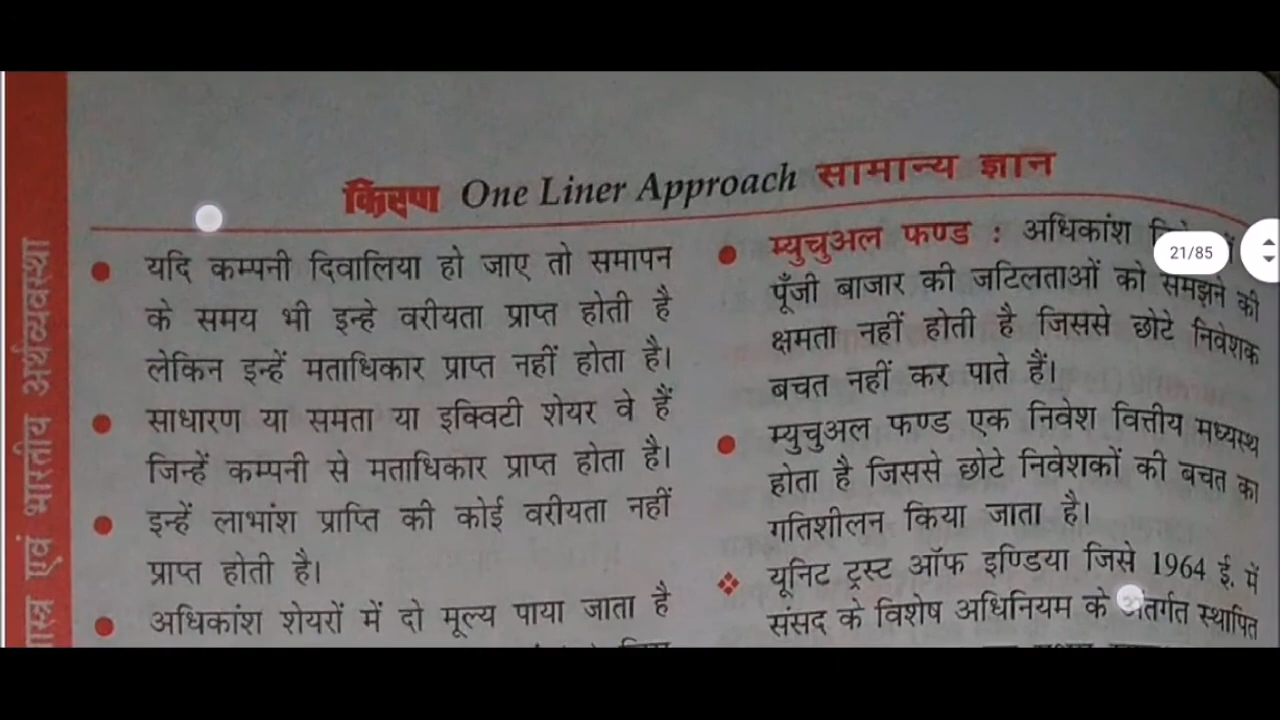 किरण One Liner Approach सामान्य ज्ञान
यदि कम्पनी दिवालिया हो जाए तो समापन
के समय भी इन्हे वरीयता प्राप्त होती है
लेकिन इन्हें मताधिकार प्राप्त नहीं होता है।
साधारण या समता या इक्विटी शेयर वे हैं
जिन्हें कम्पनी से मताधिकार प्राप्त होता है।
इन्हें लाभांश प्राप्ति की कोई वरीयता नहीं
प्राप्त होती है।
अधिकांश शेयरों में दो मूल्य पाया जाता है
म्युचुअल फण्ड : अधिकांश
पूँजी बाजार की जटिलताओं को समझने की
क्षमता नहीं होती है जिससे छोटे निवेशक
बचत नहीं कर पाते हैं।
म्युचुअल फण्ड एक निवेश वित्तीय मध्यस्थ
होता है जिससे छोटे निवेशकों की बचत का
गतिशीलन किया जाता है।
यूनिट ट्रस्ट ऑफ इण्डिया जिसे 1964 ई. में
संसद के विशेष अधिनियम के अंतर्गत स्थापित
21/85
एवं भारतीय अर्थव्यवस्था